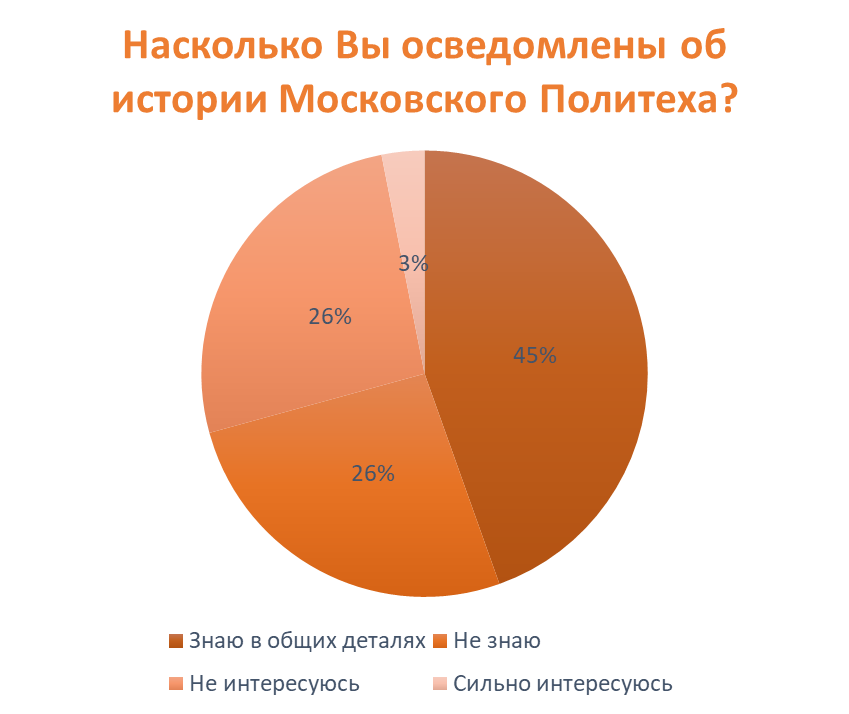 Насколько Вы осведомлены об
истории Московского Политеха?
3%
26%
45%
26%
Знаю в общих деталях Не знаю
Не интересуюсь Сильно интересуюсь